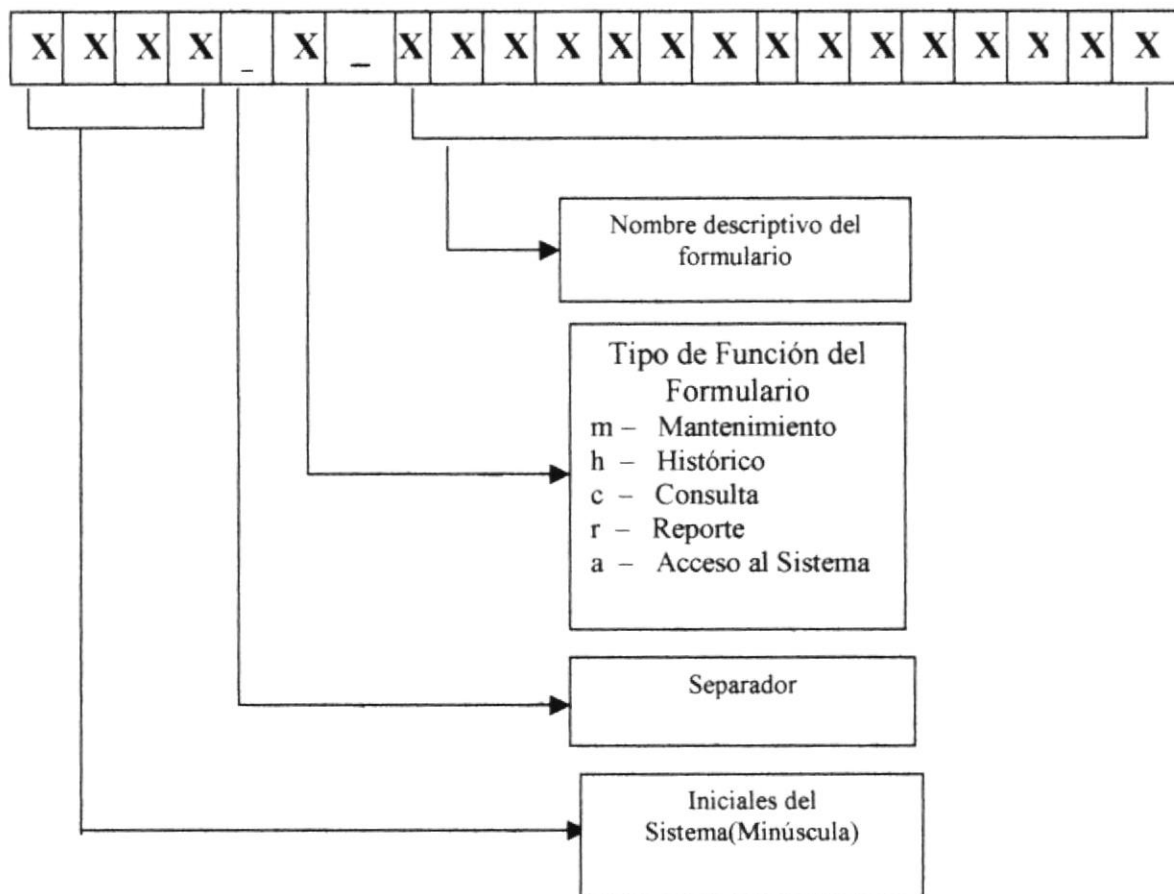 X X X X _ X _ X X X X X X X X X X X X X X
Nombre descriptivo del
formulario
Tipo de Función del
Formulario
m – Mantenimiento
h – Histórico
c – Consulta
r – Reporte
a – Acceso al Sistema
Separador
Iniciales del
Sistema(Minúscula)